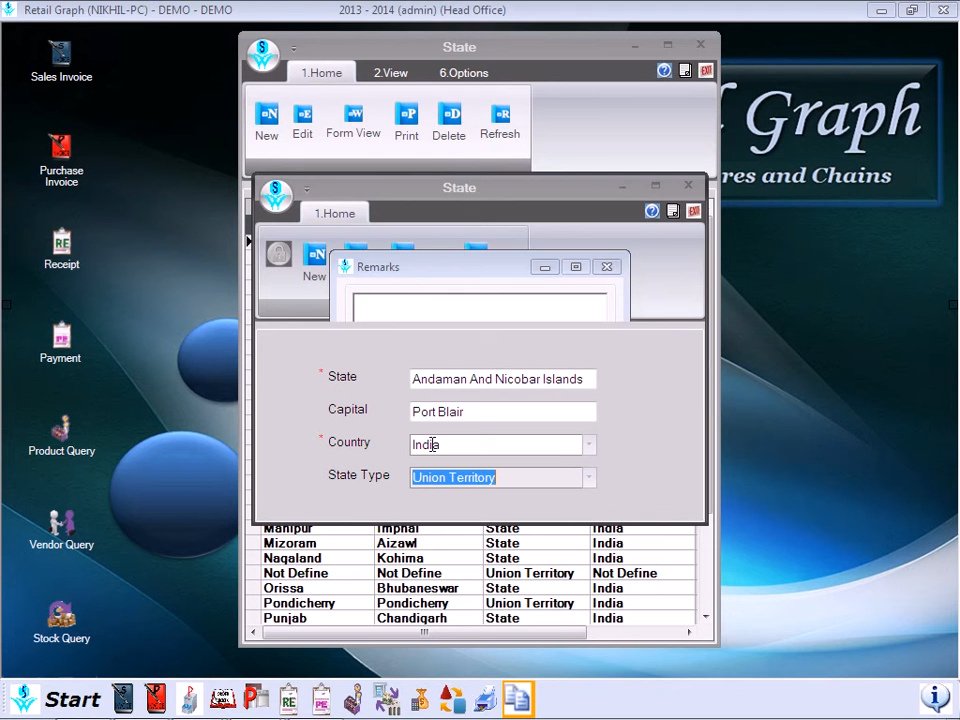 Retail Graph (NIKHIL-PC) - DEMO - DEMO
2013 - 2014 (admin) (Head Office)
Sales Invoice
Purchase
Invoice
Receipt
Payment
Product Query
Vendor Query
Stock Query
Graph
res and Chains
State
1.Home
2.View
6.Options
EXIT
New
Edit
Form View
Print
Delete
Refresh
State
1.Home
EXIT
New
Remarks
* State
Andaman And Nicobar Islands
Capital
Port Blair
* Country
India
State Type
Union Territory
Manipur Imphal State India
Mizoram Aizawl State India
Nagaland Kohima State India
Not Define Not Define Union Territory Not Define
Orissa Bhubaneswar State India
Pondicherry Pondicherry Union Territory India
Punjab Chandigarh State India
Start